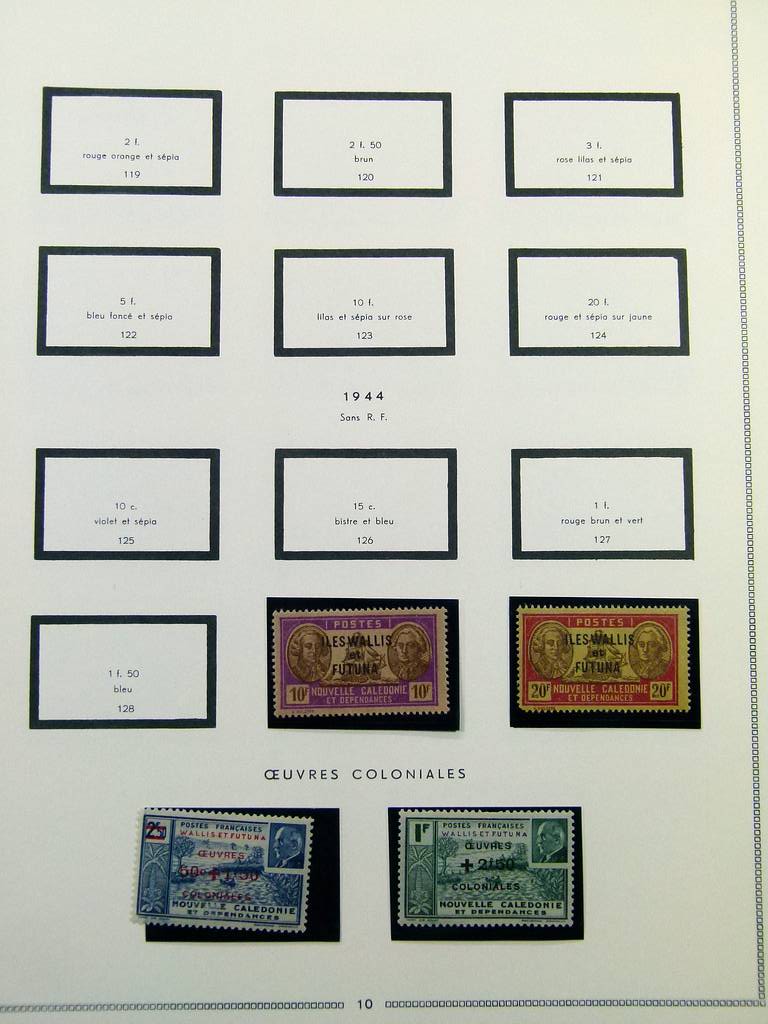 2 f.
rouge orange et sépia
119
2 f. 50
brun
120
3 f.
rose lilas et sépia
121
5 f.
bleu foncé et sépia
122
10 f.
lilas et sépia sur rose
123
20 f.
rouge et sépia sur jaune
124
1944
Sans R. F.
10 c.
violet et sépia
125
15 c.
bistre et bleu
126
1 f.
rouge brun et vert
127
1 f. 50
bleu
128
POSTES
ILES WALLIS
et
FUTUNA
10F 10F
NOUVELLE CALEDONIE
ET DEPENDANCES
POSTES
ILES WALLIS
et
FUTUNA
20F 20F
NOUVELLE CALEDONIE
ET DEPENDANCES
ŒUVRES COLONIALES
POSTES FRANÇAISES
WALLIS ET FUTUNA
ŒUVRES
50c + 1f50
COLONIALES
NOUVELLE CALEDONIE
ET DEPENDANCES
1F
POSTES FRANÇAISES
WALLIS ET FUTUNA
ŒUVRES
+ 2f50
COLONIALES
NOUVELLE CALEDONIE
ET DEPENDANCES
10